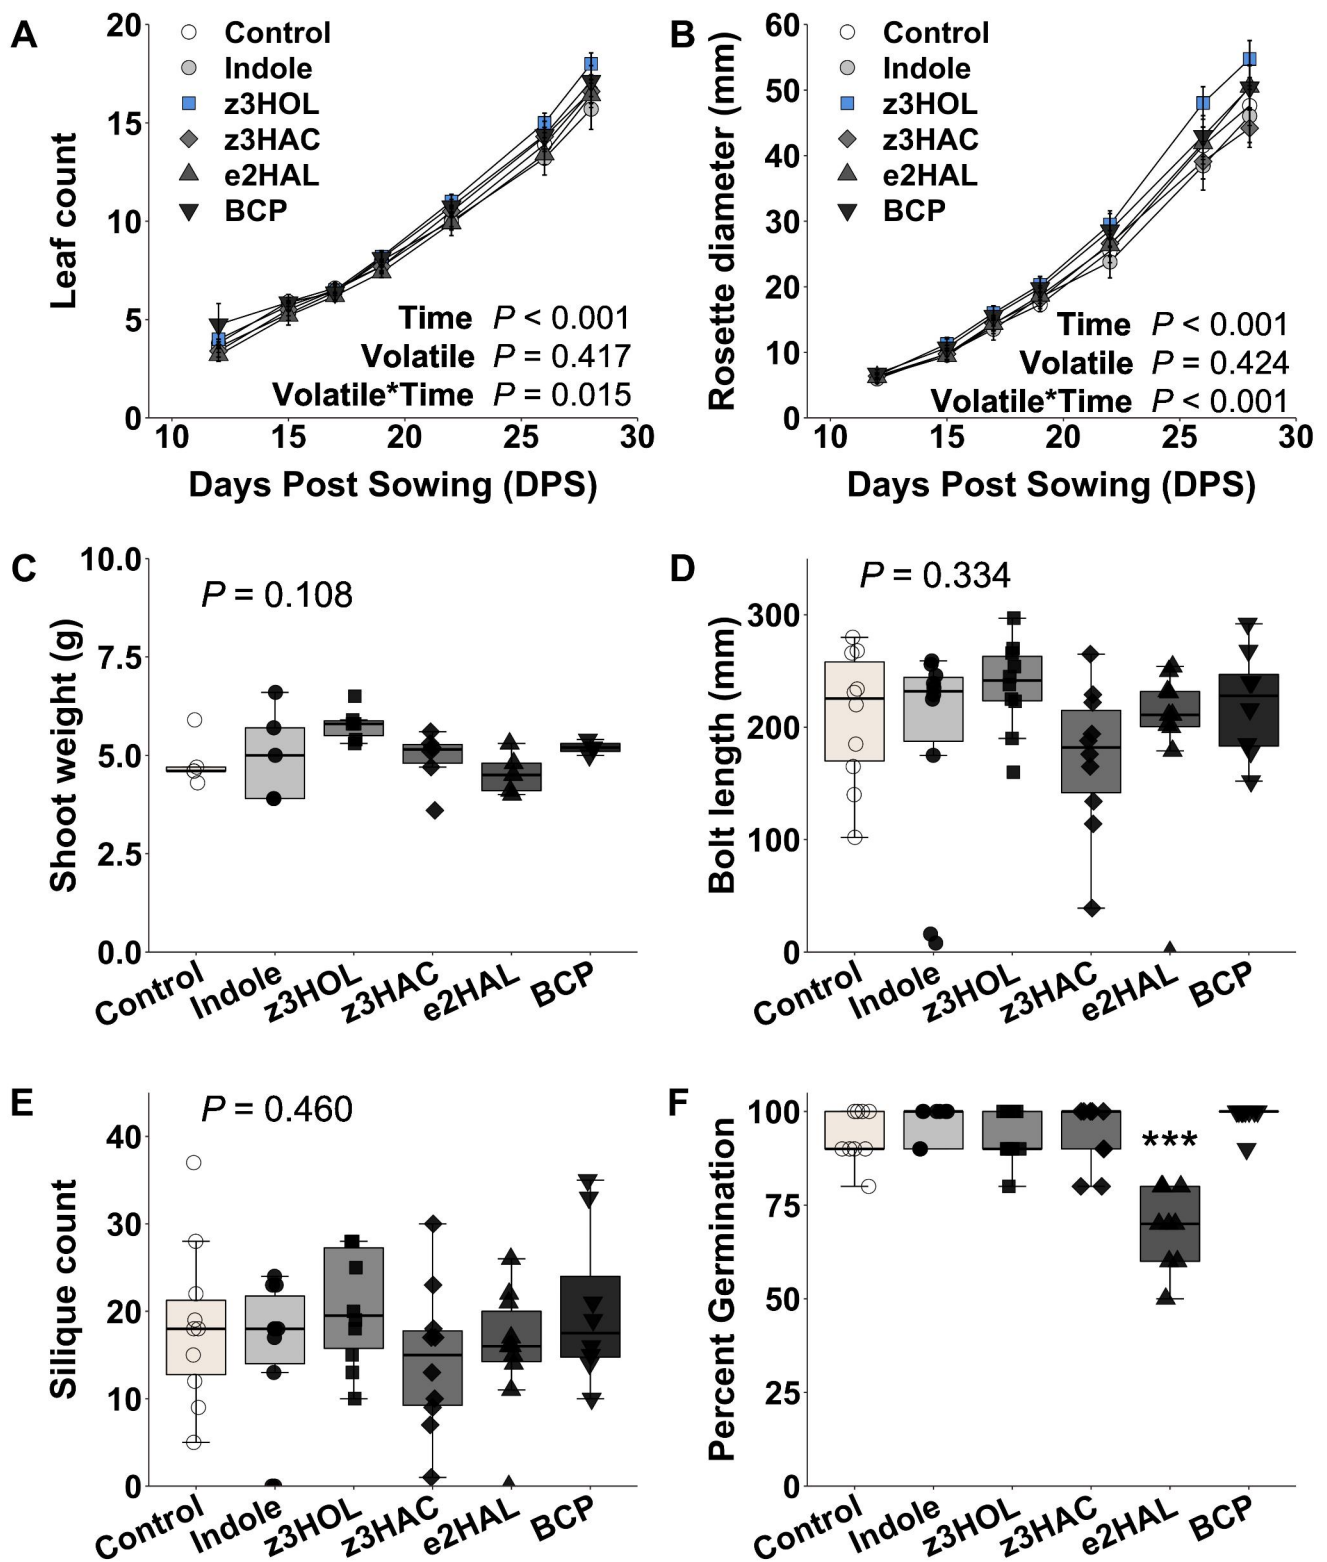 A
Leaf count
20
15
10
5
0
Control
Indole
z3HOL
z3HAC
e2HAL
BCP
Time P < 0.001
Volatile P = 0.417
Volatile*Time P = 0.015
10 15 20 25 30
Days Post Sowing (DPS)
B
Rosette diameter (mm)
60
50
40
30
20
10
0
Control
Indole
z3HOL
z3HAC
e2HAL
BCP
Time P < 0.001
Volatile P = 0.424
Volatile*Time P < 0.001
10 15 20 25 30
Days Post Sowing (DPS)
C
Shoot weight (g)
10.0
7.5
5.0
2.5
0.0
P = 0.108
Control Indole z3HOL z3HAC e2HAL BCP
D
Bolt length (mm)
300
200
100
0
P = 0.334
Control Indole z3HOL z3HAC e2HAL BCP
E
Silique count
40
30
20
10
0
P = 0.460
Control Indole z3HOL z3HAC e2HAL BCP
F
Percent Germination
100
75
50
25
0
***
Control Indole z3HOL z3HAC e2HAL BCP